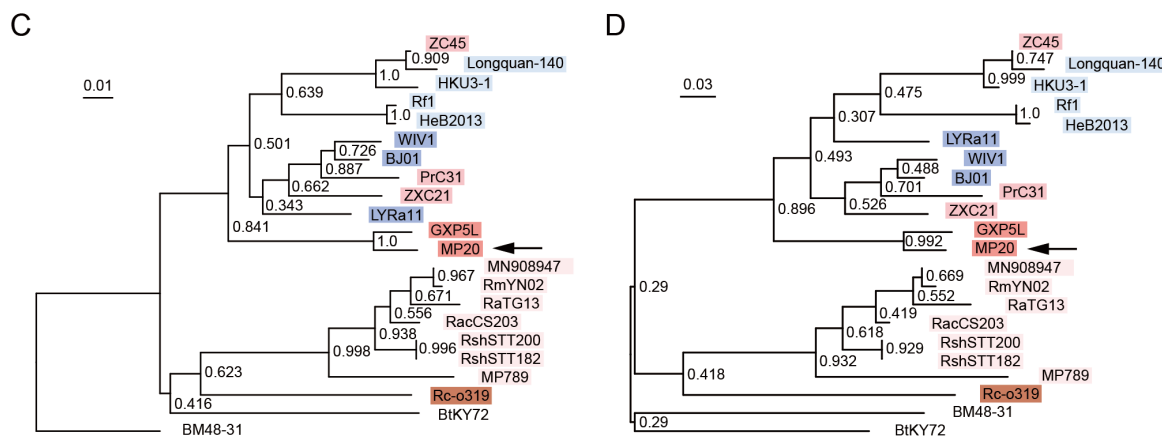 C
ZC45
0.909
Longquan-140
0.01
1.0
HKU3-1
0.639
Rf1
1.0
HeB2013
0.501
WIV1
0.726
BJ01
0.887
PrC31
0.662
ZXC21
0.343
LYRa11
0.841
GXP5L
1.0
MP20
MN908947
0.967
RmYN02
0.671
RaTG13
0.556
RacCS203
0.938
RshSTT200
0.998
0.996
RshSTT182
0.623
MP789
Rc-o319
0.416
BtKY72
BM48-31
D
ZC45
0.747
Longquan-140
0.03
0.999
0.475
HKU3-1
Rf1
1.0
0.307
HeB2013
LYRa11
0.493
WIV1
0.488
BJ01
0.701
PrC31
0.896
0.526
ZXC21
GXP5L
0.992
MP20
MN908947
0.669
0.29
RmYN02
0.552
RaTG13
0.419
RacCS203
0.618
RshSTT200
0.929
0.932
RshSTT182
0.418
MP789
Rc-o319
BM48-31
0.29
BtKY72